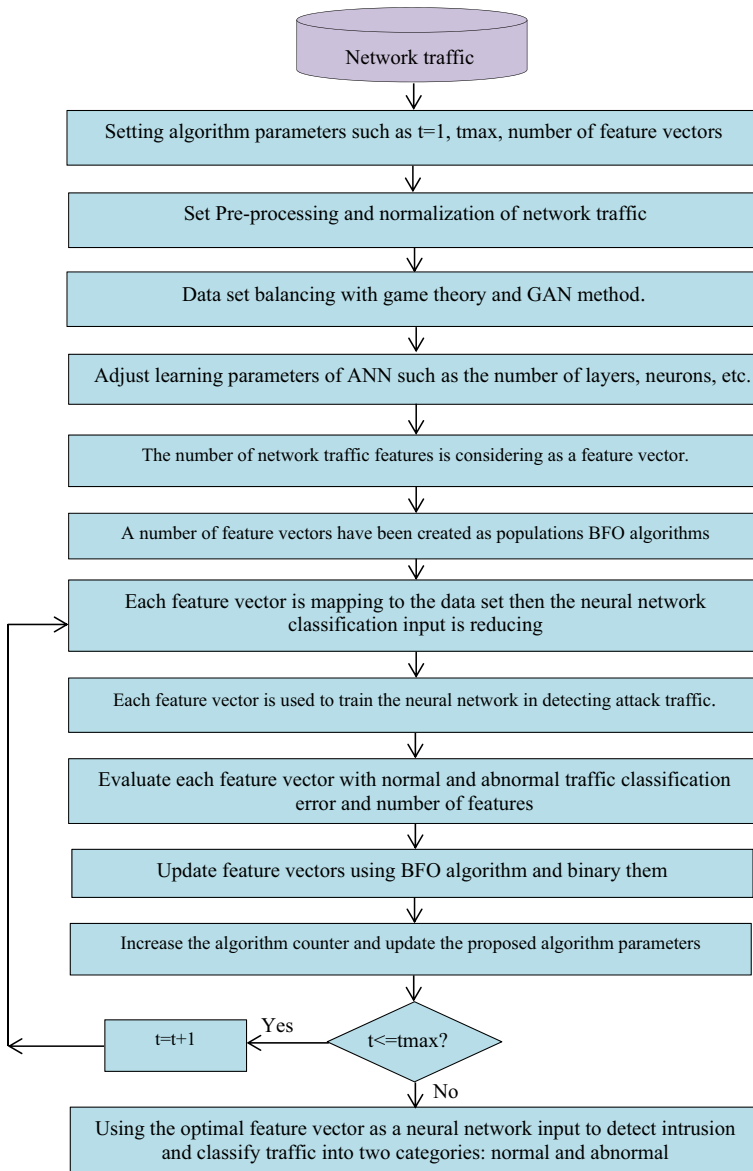 Network traffic
Setting algorithm parameters such as t=1, tmax, number of feature vectors
Set Pre-processing and normalization of network traffic
Data set balancing with game theory and GAN method.
Adjust learning parameters of ANN such as the number of layers, neurons, etc.
The number of network traffic features is considering as a feature vector.
A number of feature vectors have been created as populations BFO algorithms
Each feature vector is mapping to the data set then the neural network
classification input is reducing
Each feature vector is used to train the neural network in detecting attack traffic.
Evaluate each feature vector with normal and abnormal traffic classification
error and number of features
Update feature vectors using BFO algorithm and binary them
Increase the algorithm counter and update the proposed algorithm parameters
t<=tmax?
Yes
t=t+1
No
Using the optimal feature vector as a neural network input to detect intrusion
and classify traffic into two categories: normal and abnormal